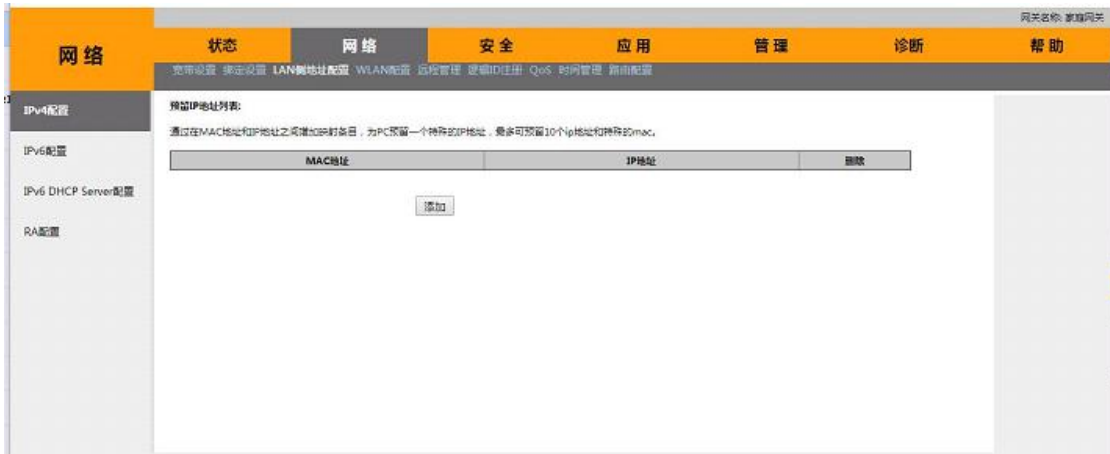 网关名称: 家庭网关
网络
状态 网络 安全 应用 管理 诊断 帮助
宽带设置 绑定设置 LAN侧地址配置 WLAN配置 远程管理 逻辑ID注册 QoS 时间管理 路由配置
IPv4配置
IPv6配置
IPv6 DHCP Server配置
RA配置
预留IP地址列表:
通过在MAC地址和IP地址之间增加映射条目，为PC预留一个特殊的IP地址，最多可预留10个ip地址和特殊的mac。
MAC地址 IP地址 删除
添加